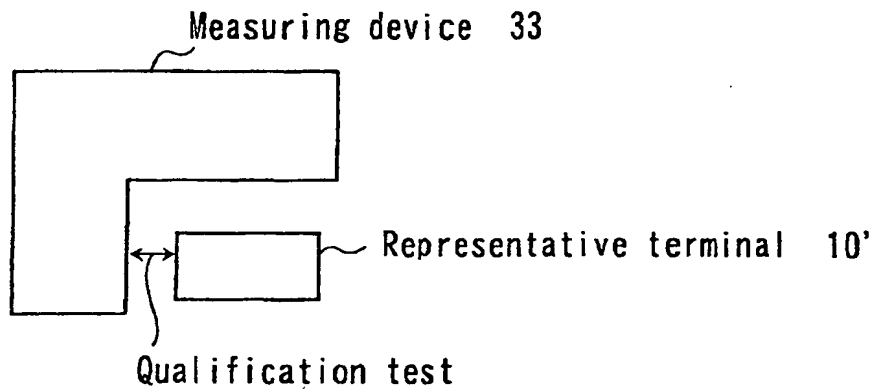 Measuring device 33
Representative terminal 10'
Qualification test